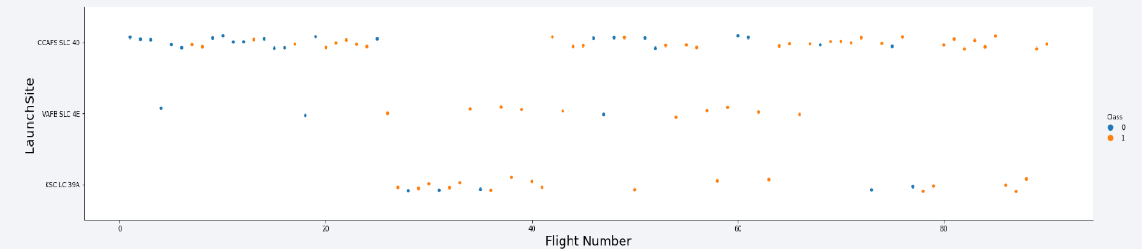 CCAFS SLC 40
VAFB SLC 4E
KSC LC 39A
LaunchSite
0 20 40 60 80
Flight Number
Class
0
1